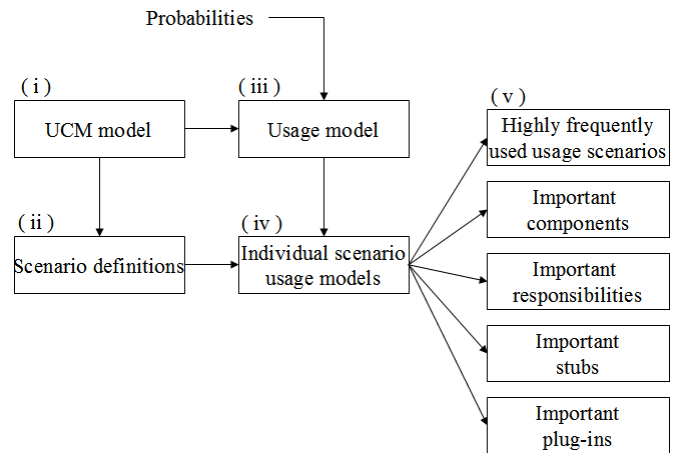 Probabilities
( i )
UCM model
( iii )
Usage model
( ii )
Scenario definitions
( iv )
Individual scenario
usage models
( v )
Highly frequently
used usage scenarios
Important
components
Important
responsibilities
Important
stubs
Important
plug-ins